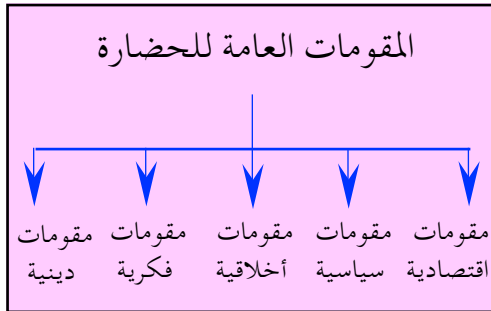 المقومات العامة للحضارة
مقومات مقومات مقومات مقومات مقومات
اقتصادية سياسية أخلاقية فكرية دينية